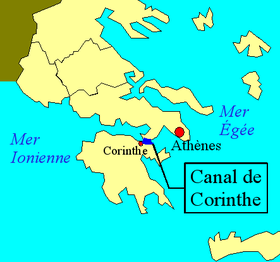 Mer
Égée
Mer
Ionienne
Athènes
Corinthe
Canal de
Corinthe